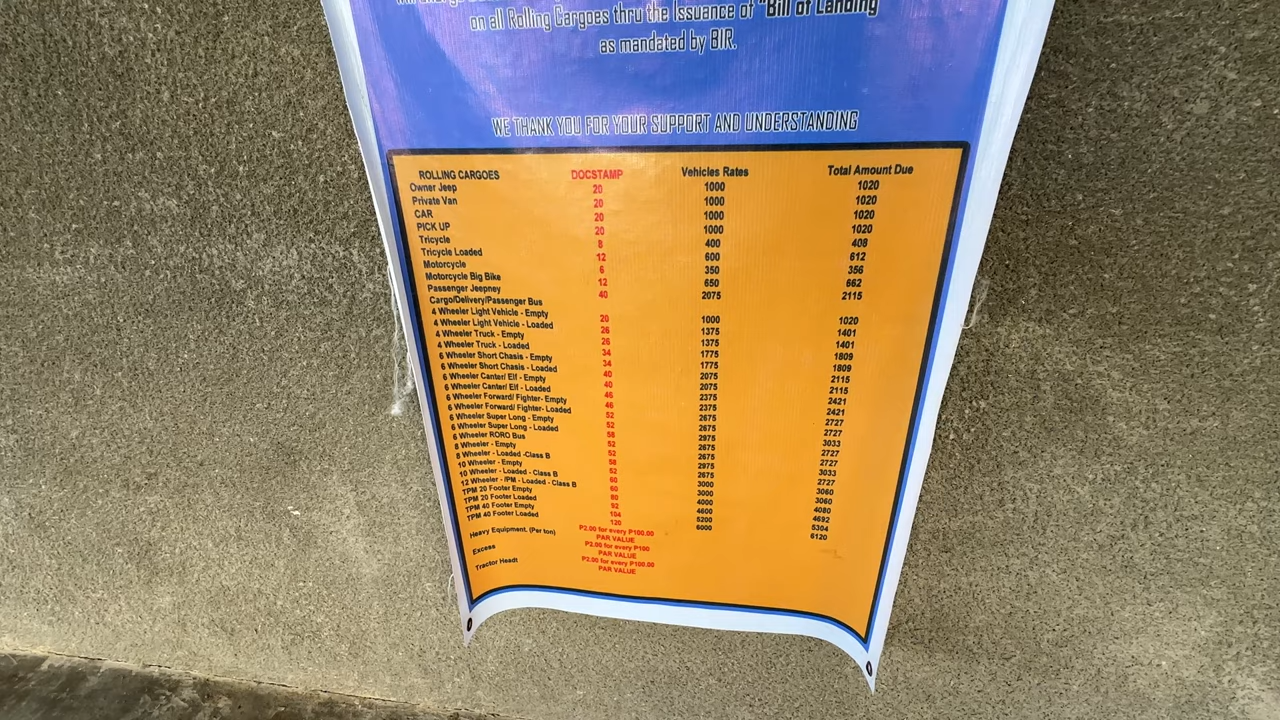 on all Rolling Cargoes thru the Issuance of "Bill of Landing"
as mandated by BIR.
WE THANK YOU FOR YOUR SUPPORT AND UNDERSTANDING
ROLLING CARGOES DOCSTAMP Vehicles Rates Total Amount Due
Owner Jeep 20 1000 1020
Private Van 20 1000 1020
CAR 20 1000 1020
PICK UP 20 1000 1020
Tricycle 8 400 408
Tricycle Loaded 12 600 612
Motorcycle 6 350 356
Motorcycle Big Bike 12 650 662
Passenger Jeepney 40 2075 2115
Cargo/Delivery/Passenger Bus
4 Wheeler Light Vehicle - Empty 20 1000 1020
4 Wheeler Light Vehicle - Loaded 26 1375 1401
4 Wheeler Truck - Empty 26 1375 1401
4 Wheeler Truck - Loaded 34 1775 1809
6 Wheeler Short Chasis - Empty 34 1775 1809
6 Wheeler Short Chasis - Loaded 40 2075 2115
6 Wheeler Canter/ Elf - Empty 40 2075 2115
6 Wheeler Canter/ Elf - Loaded 46 2375 2421
6 Wheeler Forward/ Fighter- Empty 46 2375 2421
6 Wheeler Forward/ Fighter- Loaded 52 2675 2727
6 Wheeler Super Long - Empty 52 2675 2727
6 Wheeler Super Long - Loaded 58 2975 3033
6 Wheeler RORO Bus 52 2675 2727
8 Wheeler - Empty 52 2675 2727
8 Wheeler - Loaded -Class B 58 2975 3033
10 Wheeler - Empty 52 2675 2727
10 Wheeler - Loaded - Class B 60 3000 3060
12 Wheeler - /PM - Loaded - Class B 60 3000 3060
TPM 20 Footer Empty 80 4000 4080
TPM 20 Footer Loaded 92 4600 4692
TPM 40 Footer Empty 104 5200 5304
TPM 40 Footer Loaded 120 6000 6120
Heavy Equipment. (Per ton) P2.00 for every P100.00
PAR VALUE
Excess P2.00 for every P100
PAR VALUE
Tractor Headt P2.00 for every P100.00
PAR VALUE